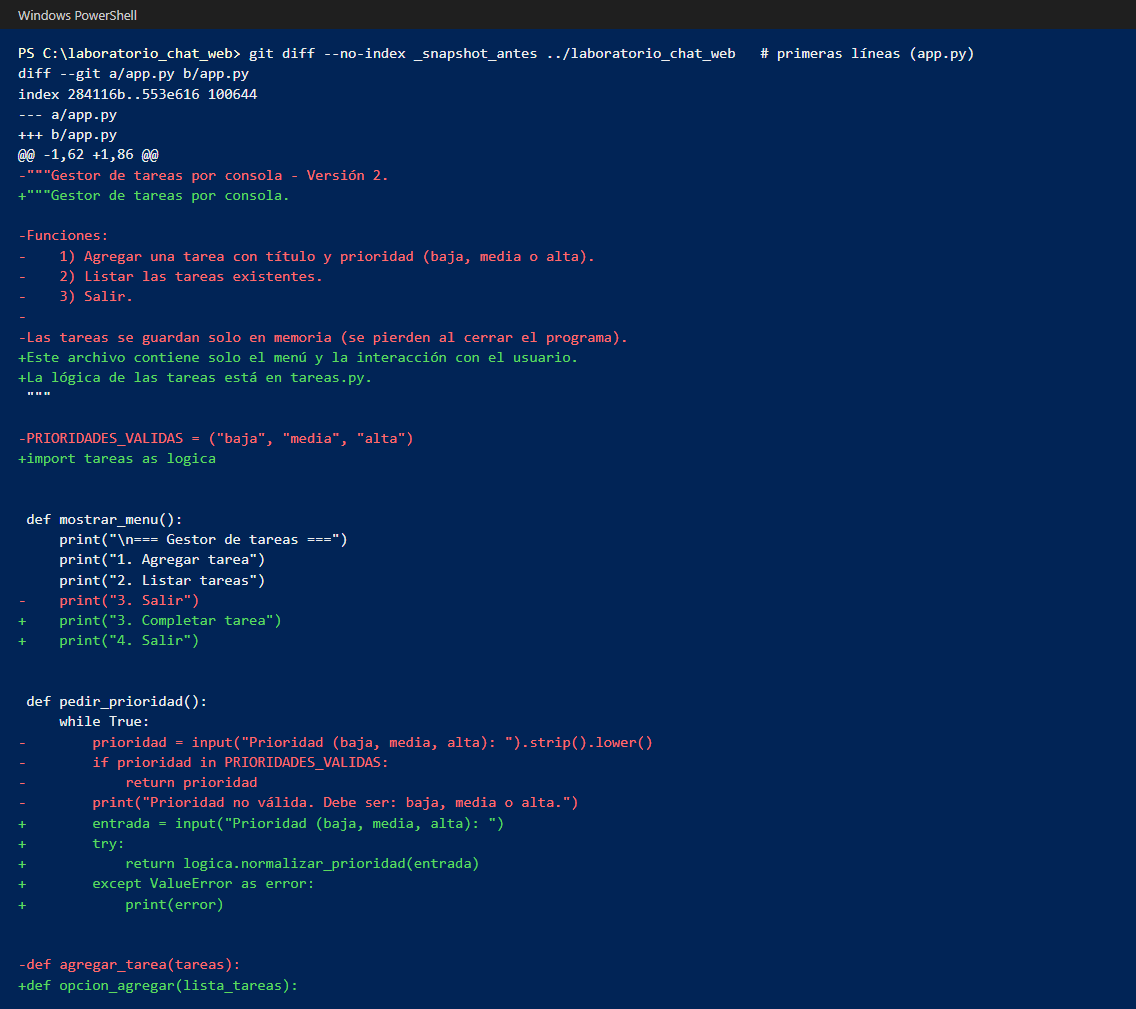 Windows PowerShell
PS C:\laboratorio_chat_web> git diff --no-index _snapshot_antes ../laboratorio_chat_web   # primeras líneas (app.py)
diff --git a/app.py b/app.py
index 284116b..553e616 100644
--- a/app.py
+++ b/app.py
@@ -1,62 +1,86 @@
-"""Gestor de tareas por consola - Versión 2.
+"""Gestor de tareas por consola.

-Funciones:
-    1) Agregar una tarea con título y prioridad (baja, media o alta).
-    2) Listar las tareas existentes.
-    3) Salir.
-
-Las tareas se guardan solo en memoria (se pierden al cerrar el programa).
+Este archivo contiene solo el menú y la interacción con el usuario.
+La lógica de las tareas está en tareas.py.
 """

-PRIORIDADES_VALIDAS = ("baja", "media", "alta")
+import tareas as logica


 def mostrar_menu():
     print("\n=== Gestor de tareas ===")
     print("1. Agregar tarea")
     print("2. Listar tareas")
-    print("3. Salir")
+    print("3. Completar tarea")
+    print("4. Salir")


 def pedir_prioridad():
     while True:
-        prioridad = input("Prioridad (baja, media, alta): ").strip().lower()
-        if prioridad in PRIORIDADES_VALIDAS:
-            return prioridad
-        print("Prioridad no válida. Debe ser: baja, media o alta.")
+        entrada = input("Prioridad (baja, media, alta): ")
+        try:
+            return logica.normalizar_prioridad(entrada)
+        except ValueError as error:
+            print(error)


-def agregar_tarea(tareas):
+def opcion_agregar(lista_tareas):